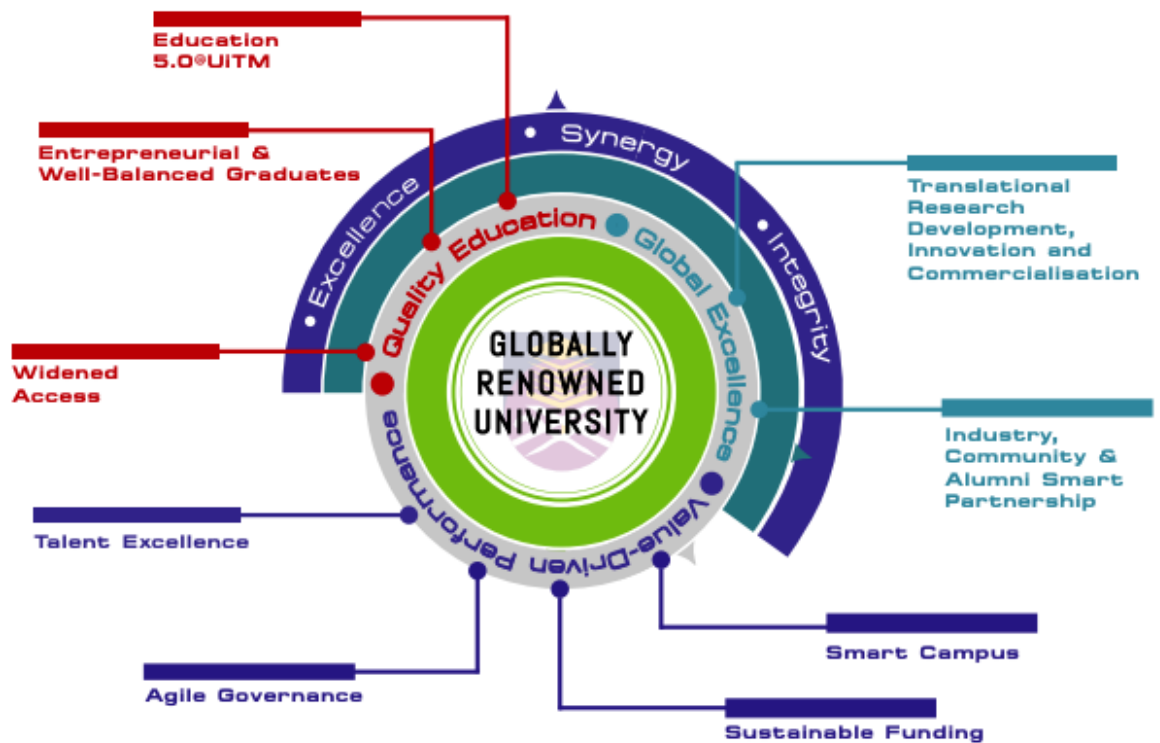 Education
5.0@UiTM
Entrepreneurial &
Well-Balanced Graduates
Widened
Access
Excellence
• Synergy
• Integrity
Quality Education
Global Excellence
Value-Driven Performance
GLOBALLY
RENOWNED
UNIVERSITY
Translational
Research
Development,
Innovation and
Commercialisation
Industry,
Community &
Alumni Smart
Partnership
Talent Excellence
Agile Governance
Sustainable Funding
Smart Campus